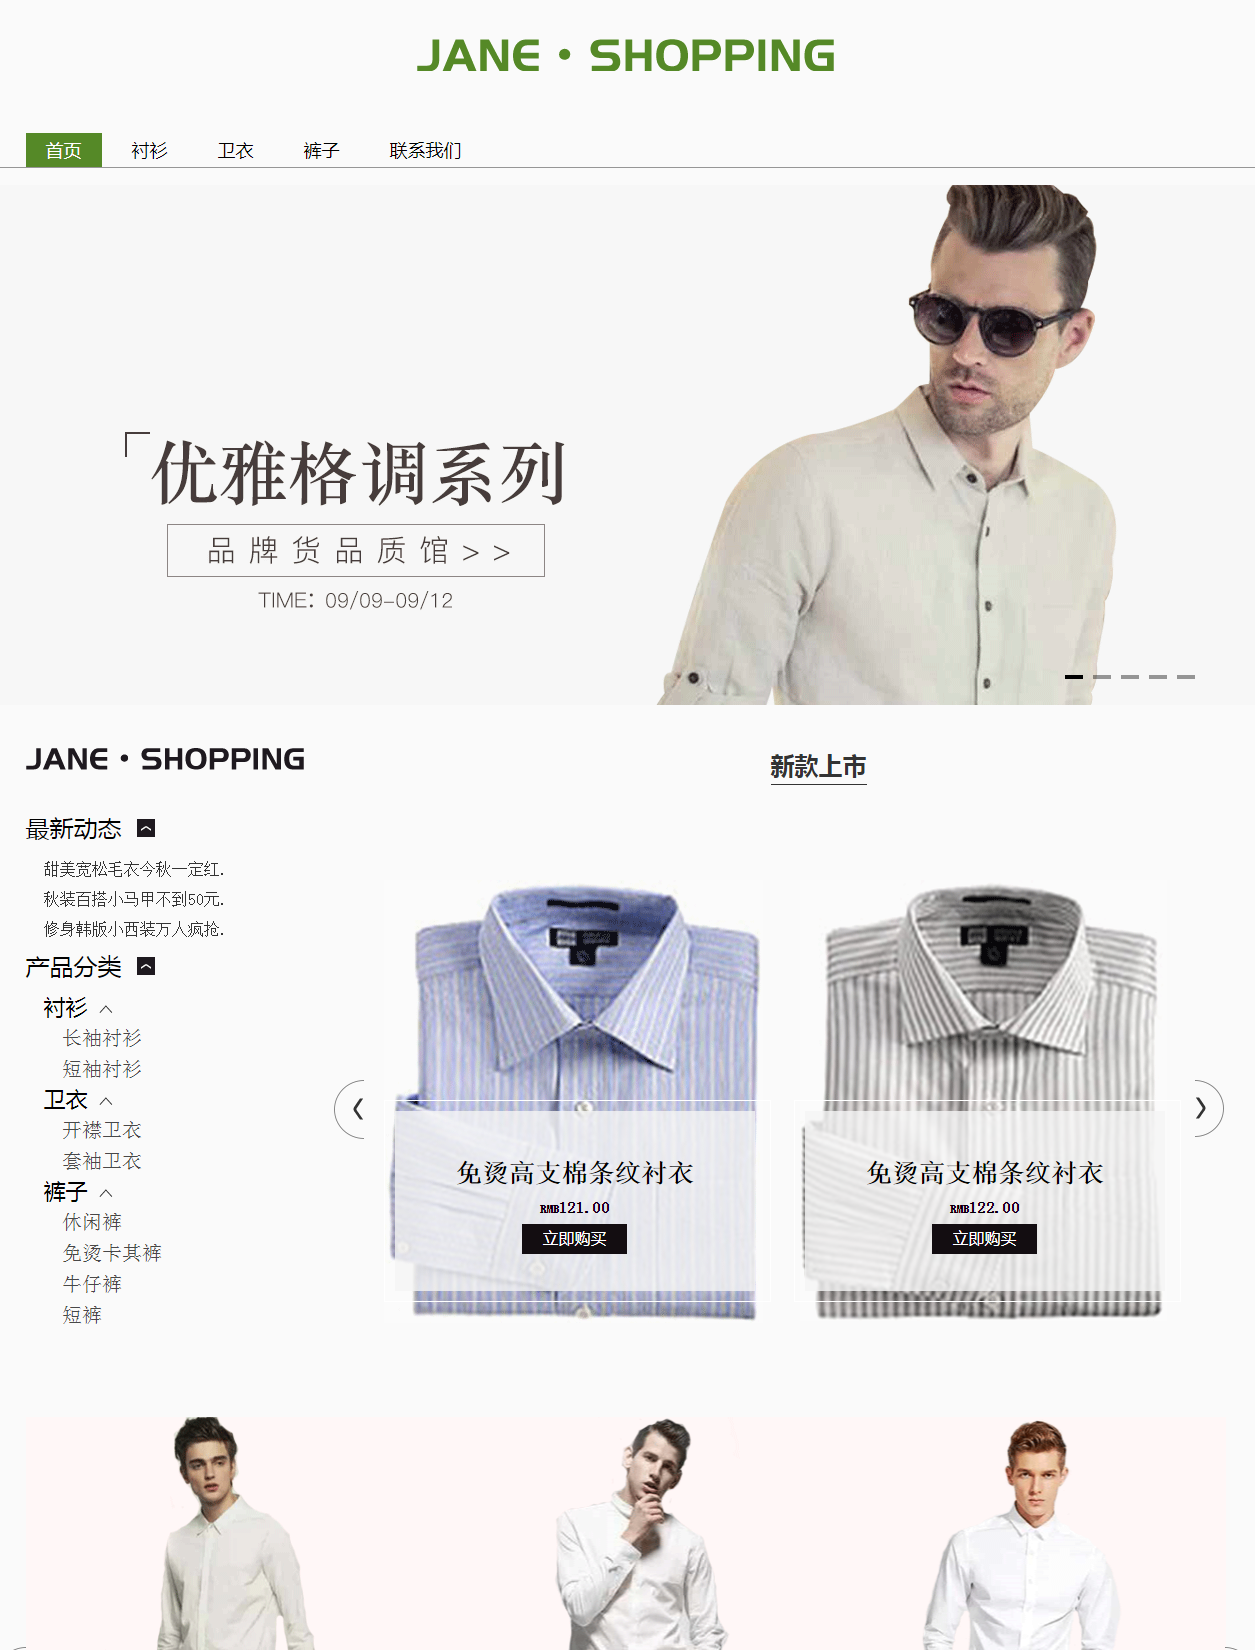 JANE • SHOPPING
首页 衬衫 卫衣 裤子 联系我们
优雅格调系列
品牌货品质馆>>
TIME: 09/09-09/12
JANE • SHOPPING
新款上市
最新动态
甜美宽松毛衣今秋一定红.
秋装百搭小马甲不到50元.
修身韩版小西装万人疯抢.
产品分类
衬衫
长袖衬衫
短袖衬衫
卫衣
开襟卫衣
套袖卫衣
裤子
休闲裤
免烫卡其裤
牛仔裤
短裤
免烫高支棉条纹衬衣
RMB121.00
立即购买
免烫高支棉条纹衬衣
RMB122.00
立即购买